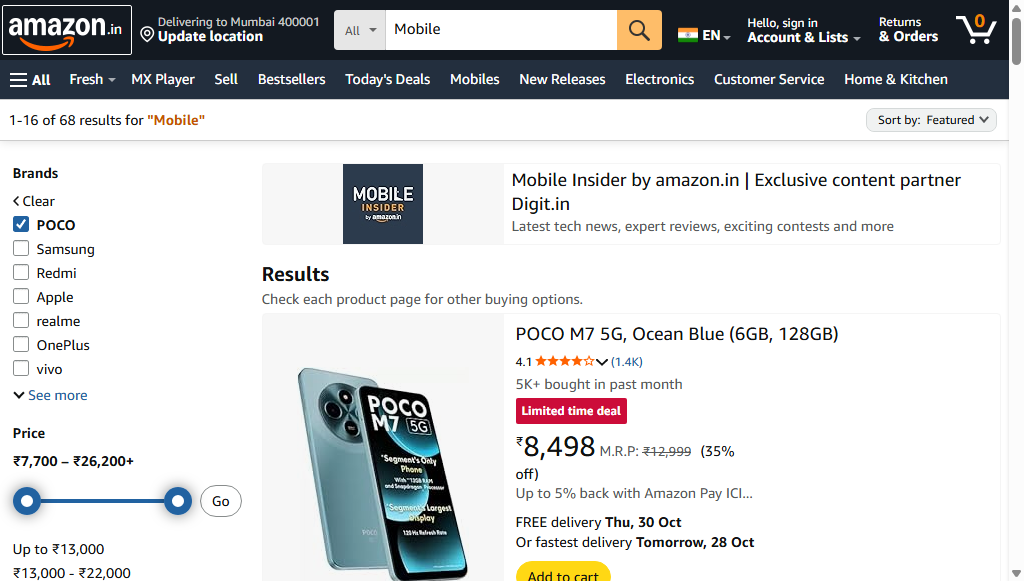 amazon.in
Delivering to Mumbai 400001
Update location
All
Mobile
EN
Hello, sign in
Account & Lists
Returns
& Orders
0
All
Fresh
MX Player
Sell
Bestsellers
Today's Deals
Mobiles
New Releases
Electronics
Customer Service
Home & Kitchen
1-16 of 68 results for "Mobile"
Sort by: Featured
Brands
Clear
POCO
Samsung
Redmi
Apple
realme
OnePlus
vivo
See more
Price
₹7,700 – ₹26,200+
Go
Up to ₹13,000
₹13,000 - ₹22,000
MOBILE
INSIDER
by amazon.in
Mobile Insider by amazon.in | Exclusive content partner
Digit.in
Latest tech news, expert reviews, exciting contests and more
Results
Check each product page for other buying options.
POCO
M7 5G
"Segment's Only
Phone
With "12GB RAM
and Snapdragon Processor
"Segment's Largest
Display
120 Hz Refresh Rate
POCO
POCO M7 5G, Ocean Blue (6GB, 128GB)
4.1 (1.4K)
5K+ bought in past month
Limited time deal
₹8,498 M.R.P: ₹12,999 (35%
off)
Up to 5% back with Amazon Pay ICI…
FREE delivery Thu, 30 Oct
Or fastest delivery Tomorrow, 28 Oct
Add to cart